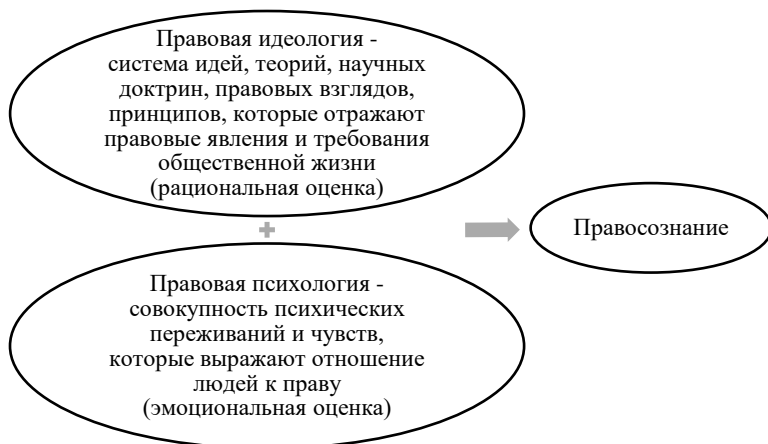 Правовая идеология -
система идей, теорий, научных
доктрин, правовых взглядов,
принципов, которые отражают
правовые явления и требования
общественной жизни
(рациональная оценка)
Правовая психология -
совокупность психических
переживаний и чувств,
которые выражают отношение
людей к праву
(эмоциональная оценка)
Правосознание